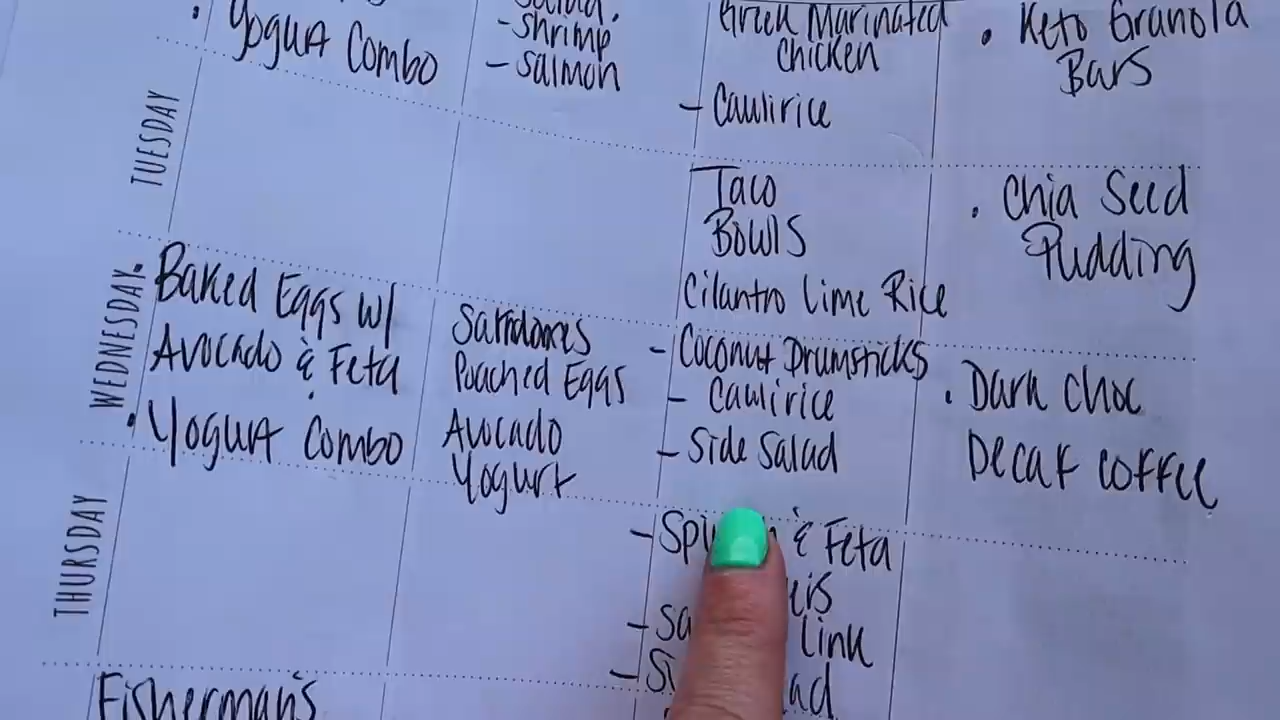 Yogurt Combo
- Shrimp
- Salmon
Greek Marinated
Chicken
- Caulirice
• Keto Granola
Bars
TUESDAY
Taco
Bowls
Cilantro Lime Rice
• Chia Seed
Pudding
WEDNESDAY
• Baked Eggs w/
Avocado & Feta
• Yogurt Combo
Sardines
Poached Eggs
Avocado
Yogurt
- Coconut Drumsticks
- Caulirice
- Side Salad
• Dark Choc
Decaf Coffee
THURSDAY
& Feta
Link
Fisherman's